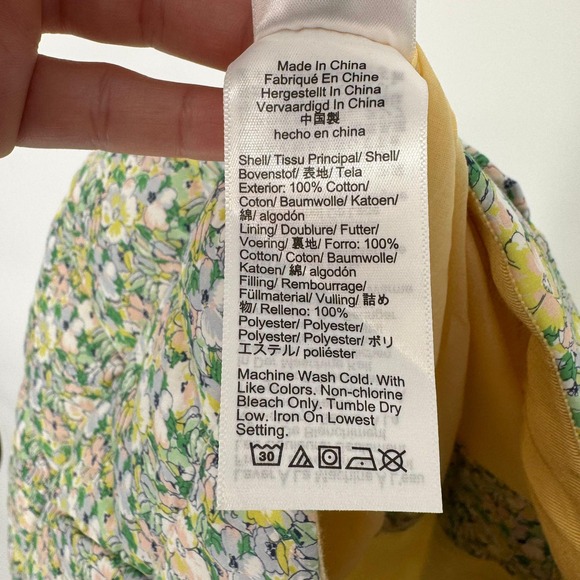 Made In China
Fabriqué En Chine
Hergestellt In China
Vervaardigd In China
中国製
hecho en china
Shell/ Tissu Principal/ Shell/
Bovenstof/ 表地/ Tela
Exterior: 100% Cotton/
Coton/ Baumwolle/ Katoen/
綿/ algodón
Lining/ Doublure/ Futter/
Voering/ 裏地/ Forro: 100%
Cotton/ Coton/ Baumwolle/
Katoen/ 綿/ algodón
Filling/ Rembourrage/
Füllmaterial/ Vulling/ 詰め
物/ Relleno: 100%
Polyester/ Polyester/
Polyester/ Polyester/ ポリ
エステル/ poliéster
Machine Wash Cold. With
Like Colors. Non-chlorine
Bleach Only. Tumble Dry
Low. Iron On Lowest
Setting.
30